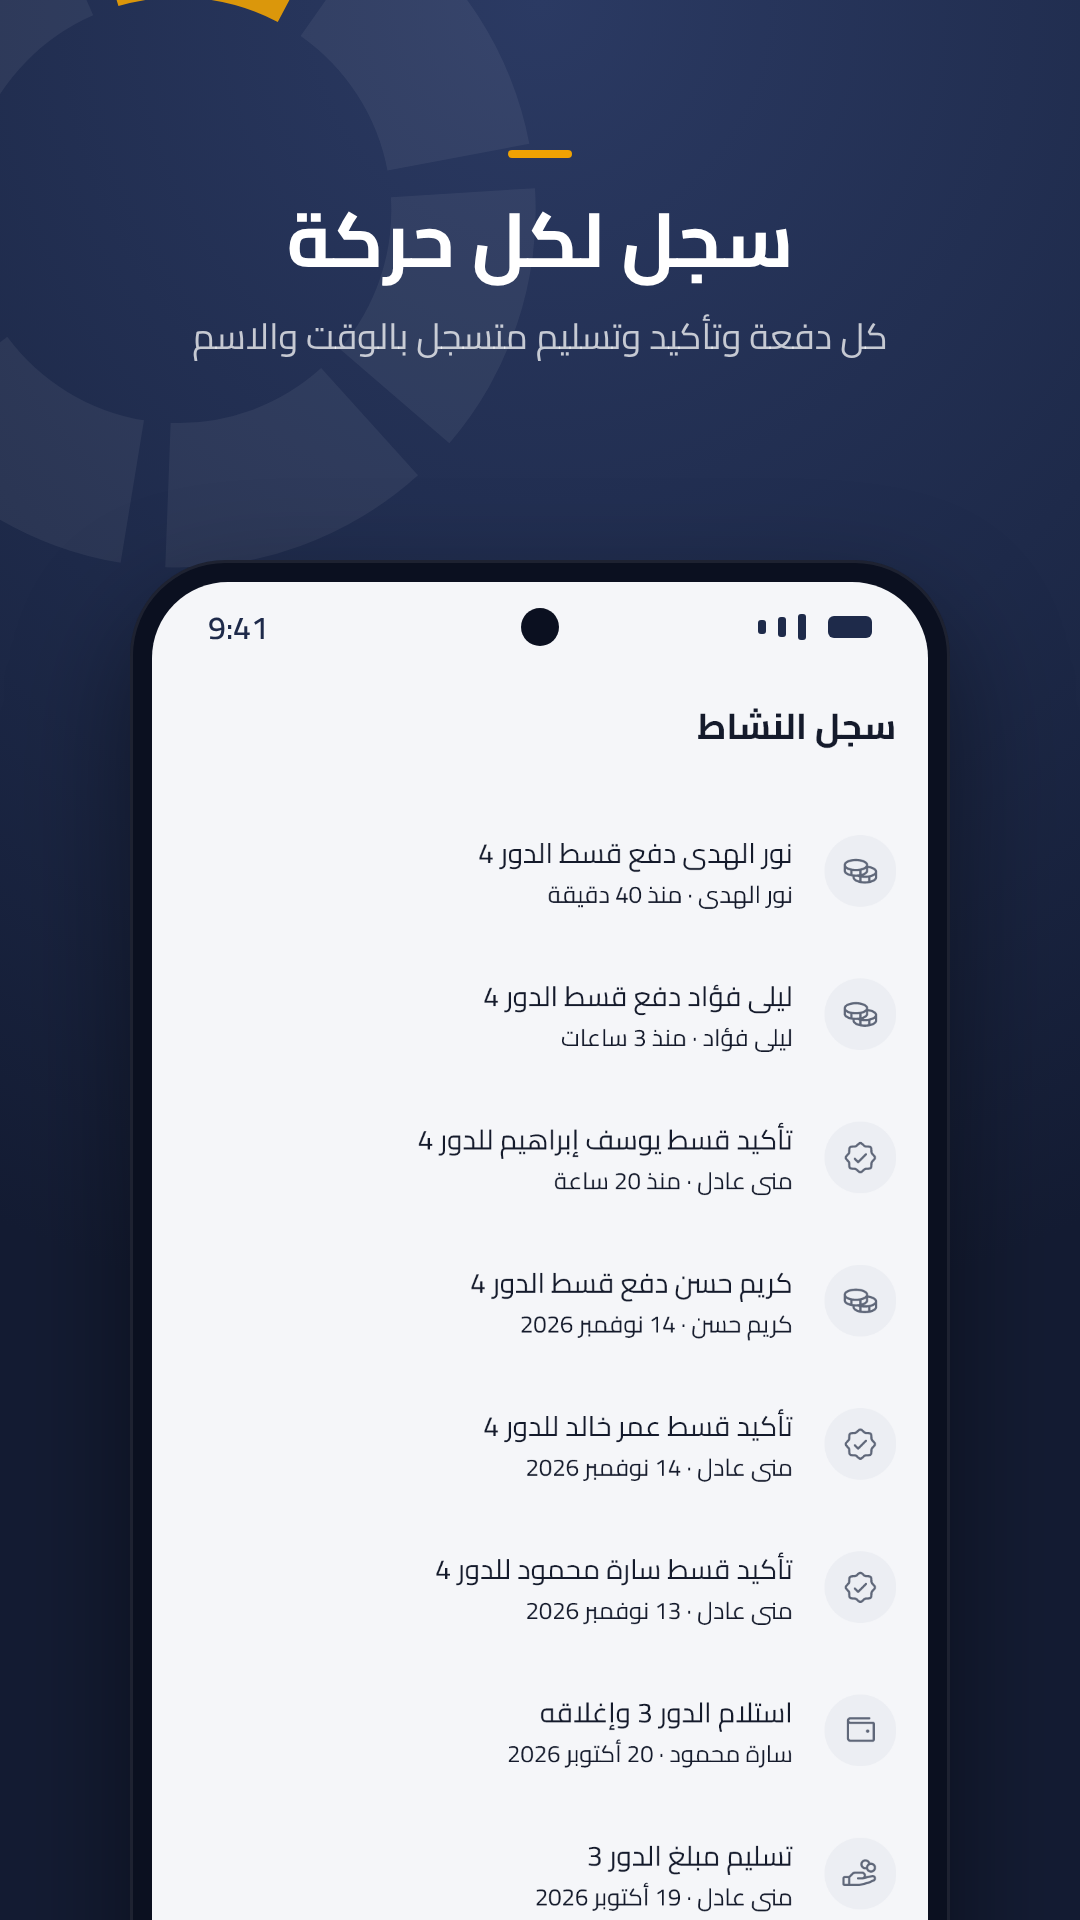 سجل لكل حركة
كل دفعة وتأكيد وتسليم متسجل بالوقت والاسم
9:41
سجل النشاط
نور الهدى دفع قسط الدور 4
نور الهدى · منذ 40 دقيقة
ليلى فؤاد دفع قسط الدور 4
ليلى فؤاد · منذ 3 ساعات
تأكيد قسط يوسف إبراهيم للدور 4
منى عادل · منذ 20 ساعة
كريم حسن دفع قسط الدور 4
كريم حسن · 14 نوفمبر 2026
تأكيد قسط عمر خالد للدور 4
منى عادل · 14 نوفمبر 2026
تأكيد قسط سارة محمود للدور 4
منى عادل · 13 نوفمبر 2026
استلام الدور 3 وإغلاقه
سارة محمود · 20 أكتوبر 2026
تسليم مبلغ الدور 3
منى عادل · 19 أكتوبر 2026